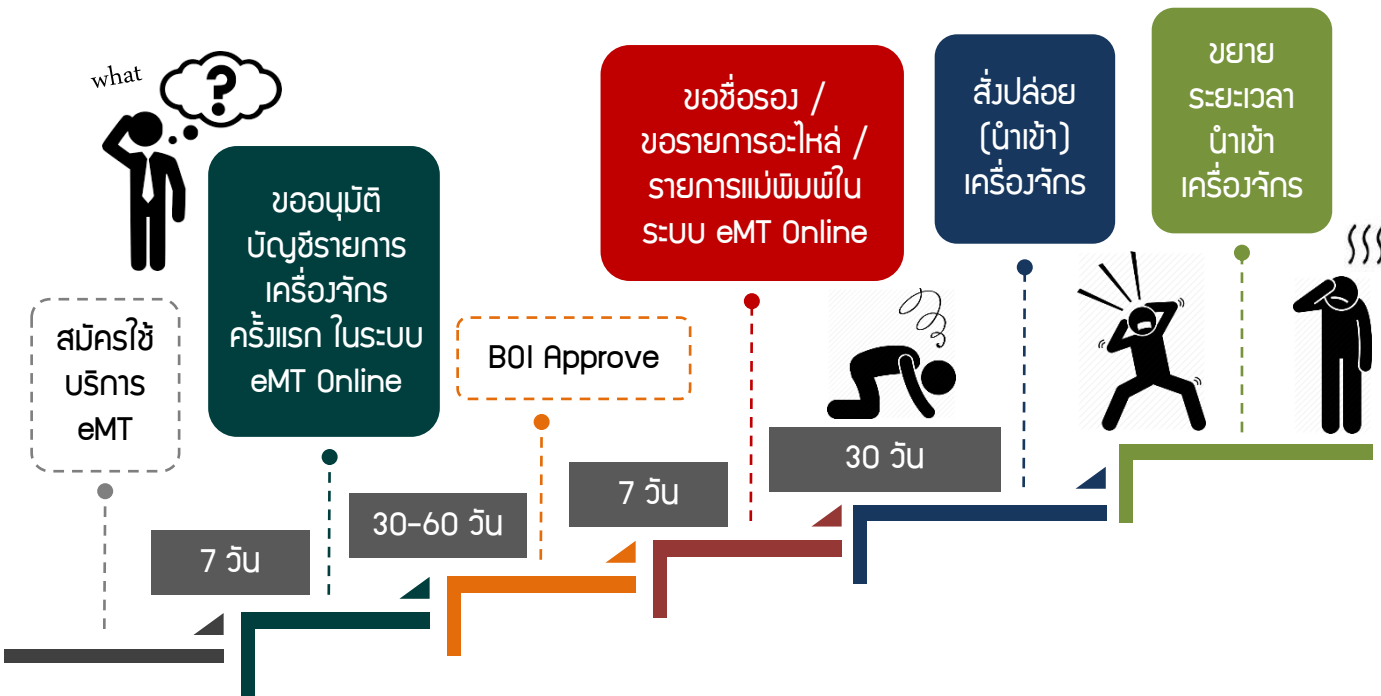 what
?
สมัครใช้
บริการ
eMT
7 วัน
ขออนุมัติ
บัญชีรายการ
เครื่องจักร
ครั้งแรก ในระบบ
eMT Online
30-60 วัน
BOI Approve
7 วัน
ขอชื่อรอง /
ขอรายการอะไหล่ /
รายการแม่พิมพ์ใน
ระบบ eMT Online
30 วัน
สั่งปล่อย
(นำเข้า)
เครื่องจักร
ขยาย
ระยะเวลา
นำเข้า
เครื่องจักร